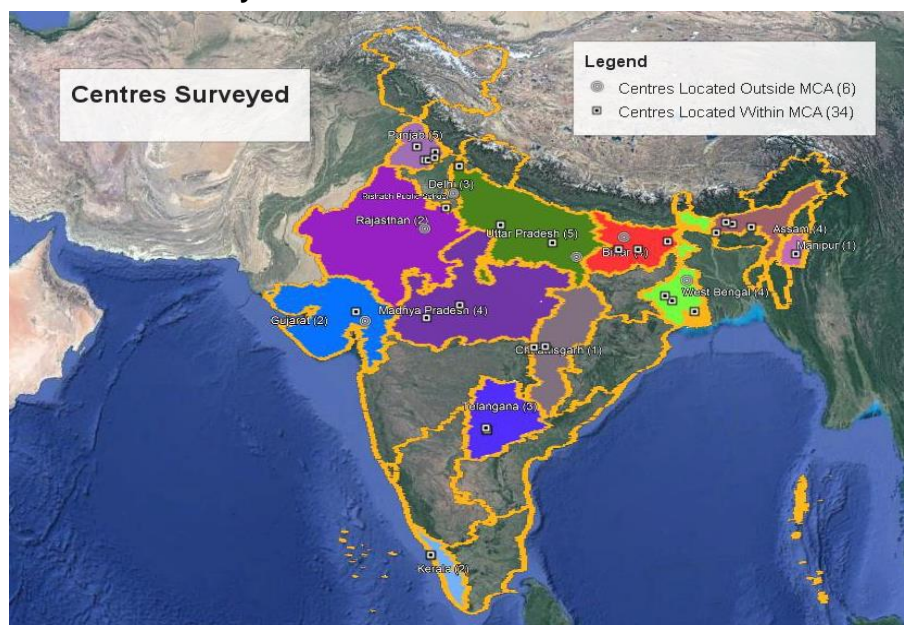 Centres Surveyed
Legend
Centres Located Outside MCA (6)
Centres Located Within MCA (34)
Punjab (5)
Delhi (3)
Rajasthan (2)
Uttar Pradesh (5)
Assam (4)
Manipur (1)
West Bengal (4)
Gujarat (2)
Madhya Pradesh (4)
(1)
Telangana (3)
Kerala (2)